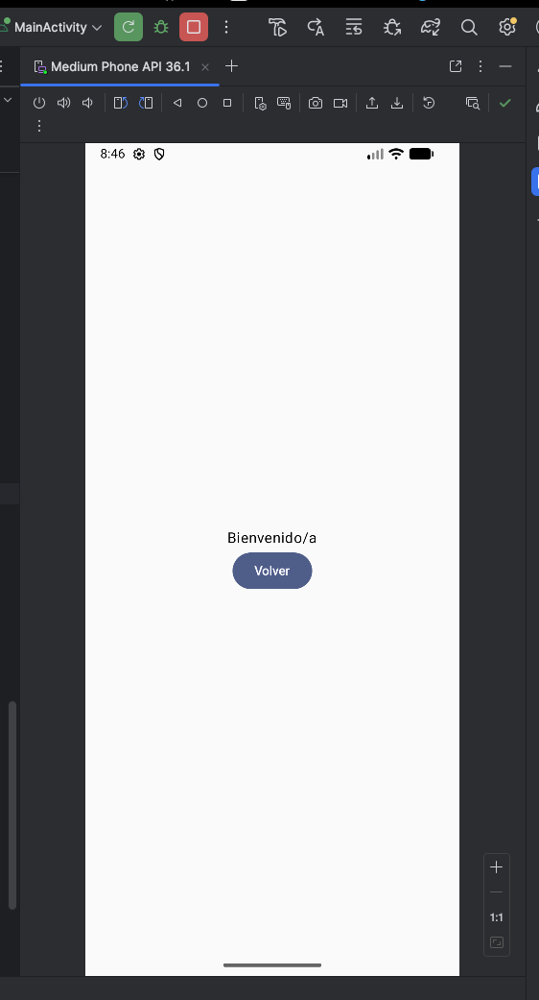 MainActivity
Medium Phone API 36.1
8:46
Bienvenido/a
Volver
1:1